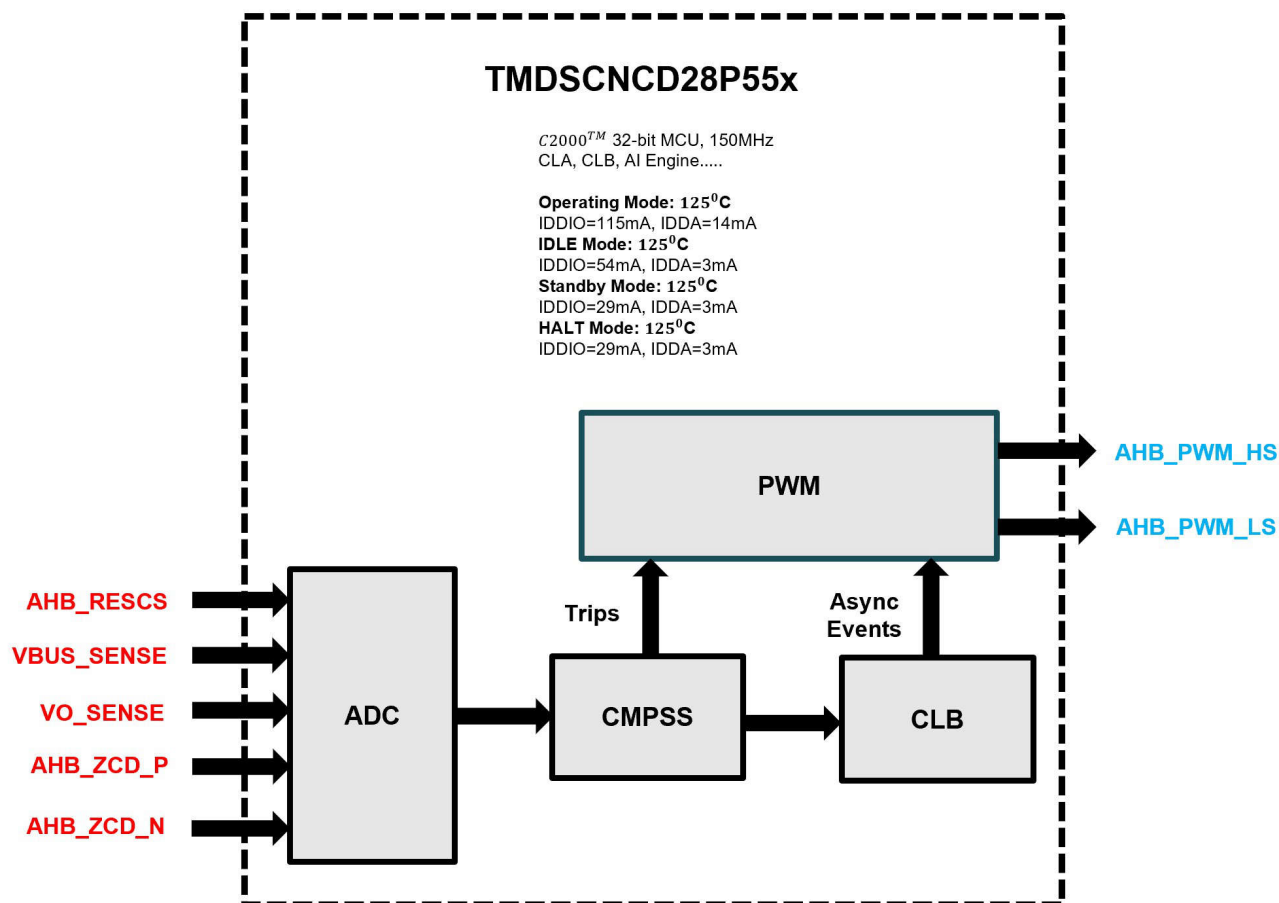 TMDSCNCD28P55x
C2000™ 32-bit MCU, 150MHz
CLA, CLB, AI Engine.....
Operating Mode: 125⁰C
IDDIO=115mA, IDDA=14mA
IDLE Mode: 125⁰C
IDDIO=54mA, IDDA=3mA
Standby Mode: 125⁰C
IDDIO=29mA, IDDA=3mA
HALT Mode: 125⁰C
IDDIO=29mA, IDDA=3mA
PWM
AHB_PWM_HS
AHB_PWM_LS
AHB_RESCS
VBUS_SENSE
VO_SENSE
AHB_ZCD_P
AHB_ZCD_N
ADC
Trips
CMPSS
Async
Events
CLB